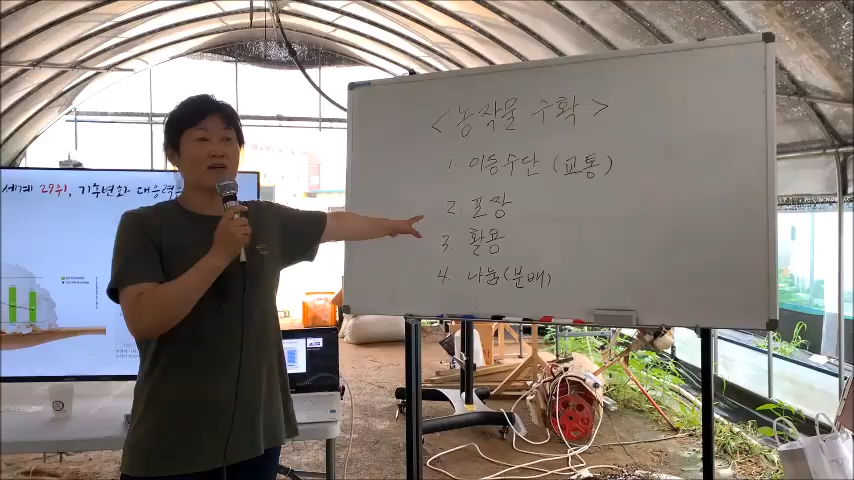 세계 29위, 기후변화 대응력
<농작물 수확>
1. 이동수단 (교통)
2. 포장
3. 활용
4. 나눔(분배)